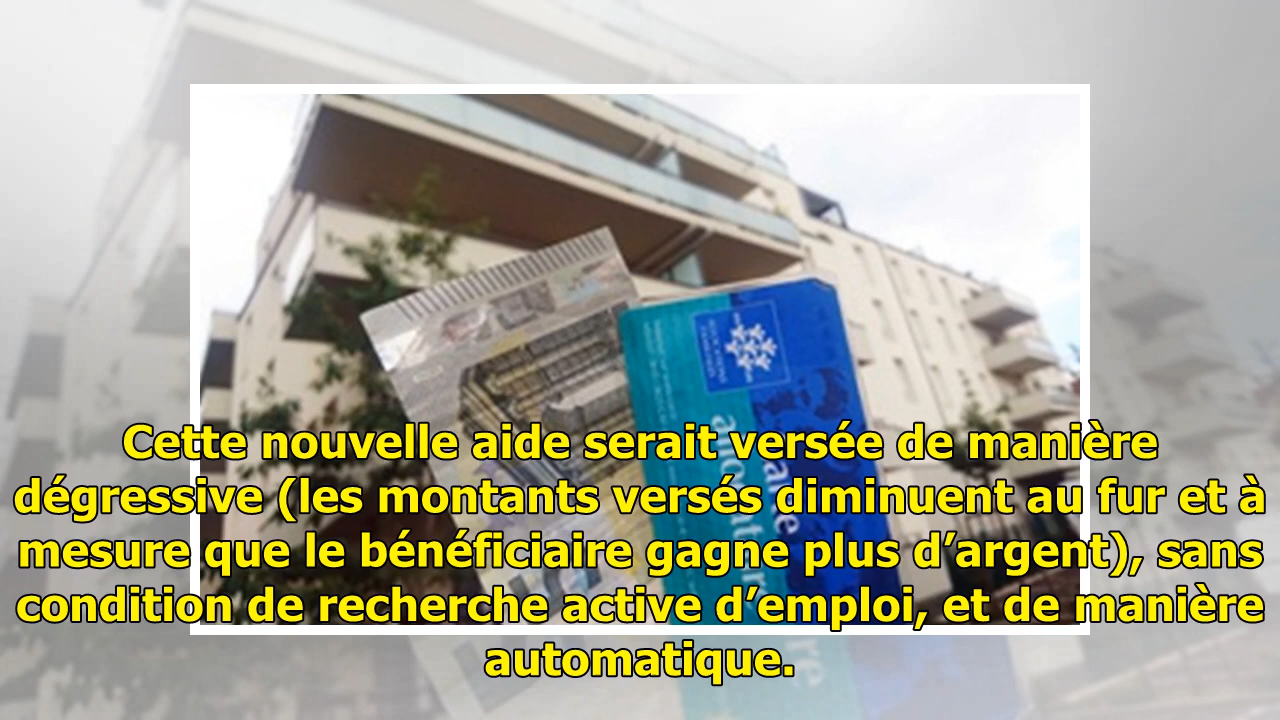 Cette nouvelle aide serait versée de manière
dégressive (les montants versés diminuent au fur et à
mesure que le bénéficiaire gagne plus d’argent), sans
condition de recherche active d’emploi, et de manière
automatique.